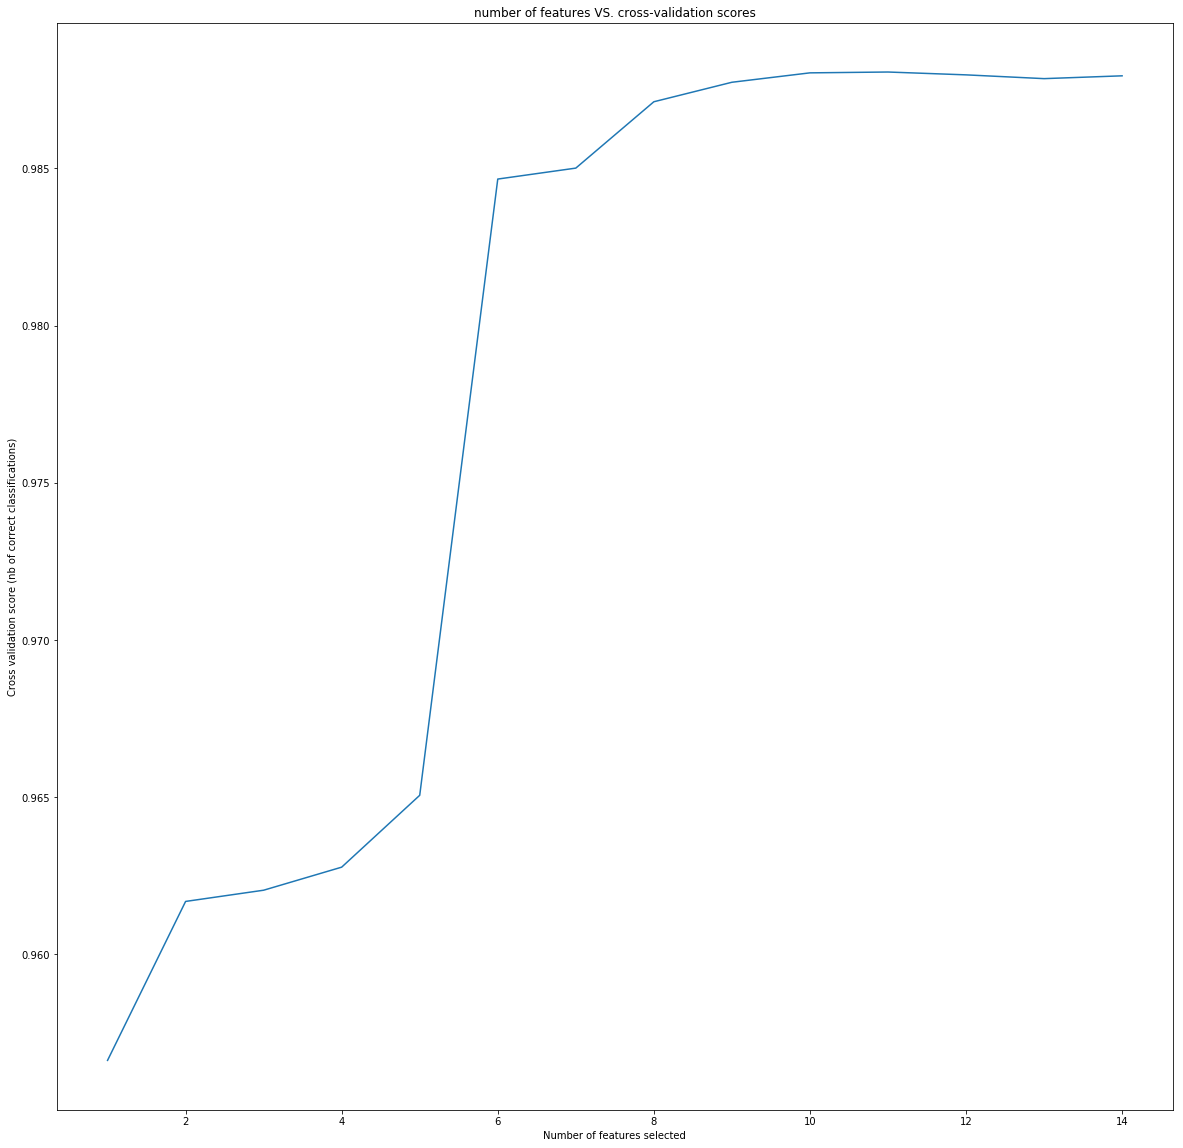 number of features VS. cross-validation scores
Cross validation score (nb of correct classifications)
0.985
0.980
0.975
0.970
0.965
0.960
2 4 6 8 10 12 14
Number of features selected